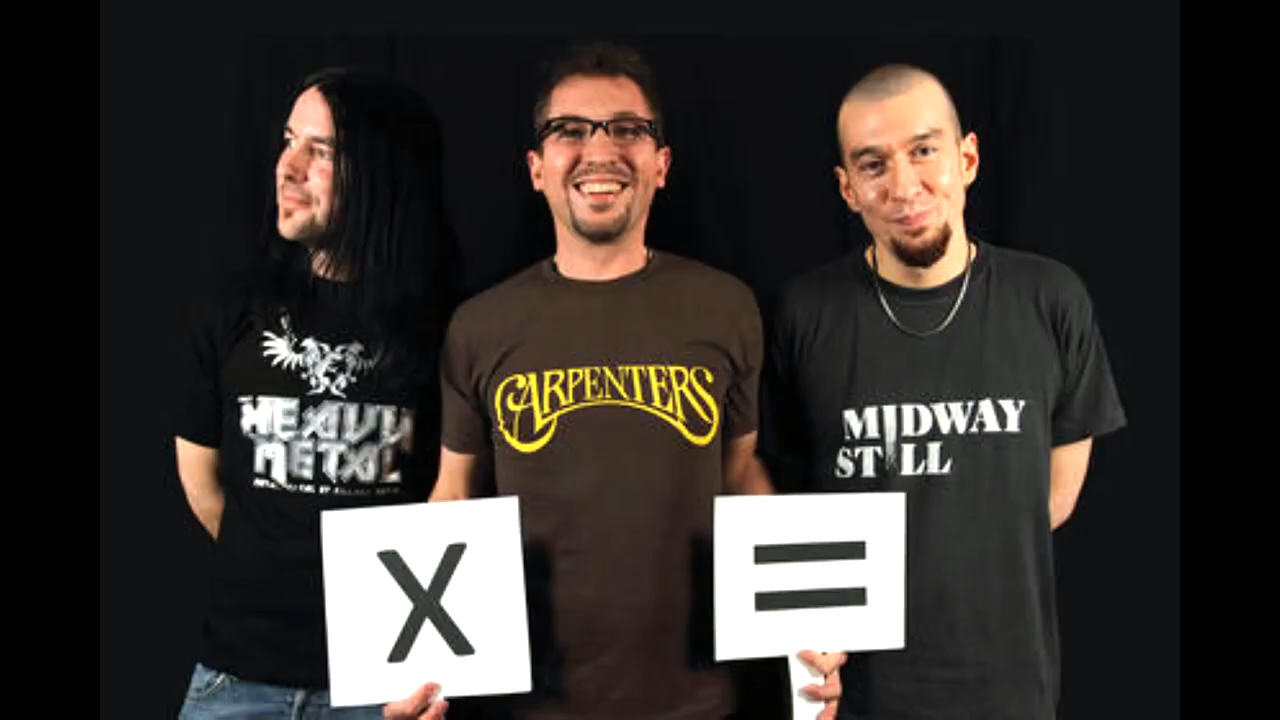 HEAVY
METAL
CARPENTERS
MIDWAY
STILL
X
=